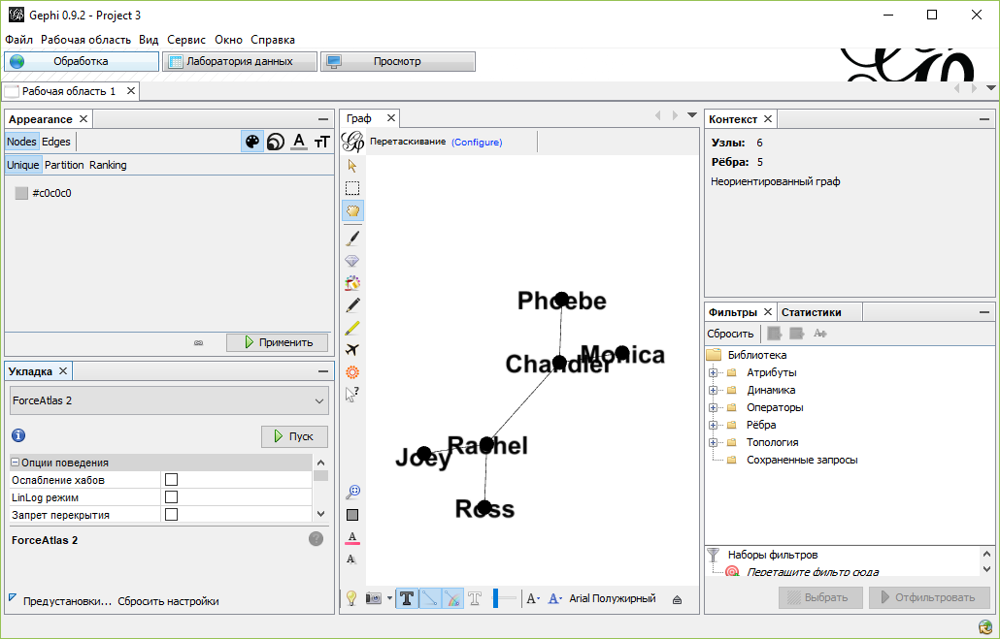 Gephi 0.9.2 - Project 3
Файл Рабочая область Вид Сервис Окно Справка
Обработка Лаборатория данных Просмотр
Рабочая область 1
Appearance
Nodes Edges
Unique Partition Ranking
#c0c0c0
Применить
Укладка
ForceAtlas 2
Пуск
Опции поведения
Ослабление хабов
LinLog режим
Запрет перекрытия
ForceAtlas 2
Предустановки... Сбросить настройки
Граф
Перетаскивание (Configure)
Phoebe
Monica
Chandler
Rachel
Joey
Ross
Arial Полужирный
Контекст
Узлы: 6
Рёбра: 5
Неориентированный граф
Фильтры Статистики
Сбросить
Библиотека
Атрибуты
Динамика
Операторы
Рёбра
Топология
Сохраненные запросы
Наборы фильтров
Перетащите фильтр сюда
Выбрать Отфильтровать